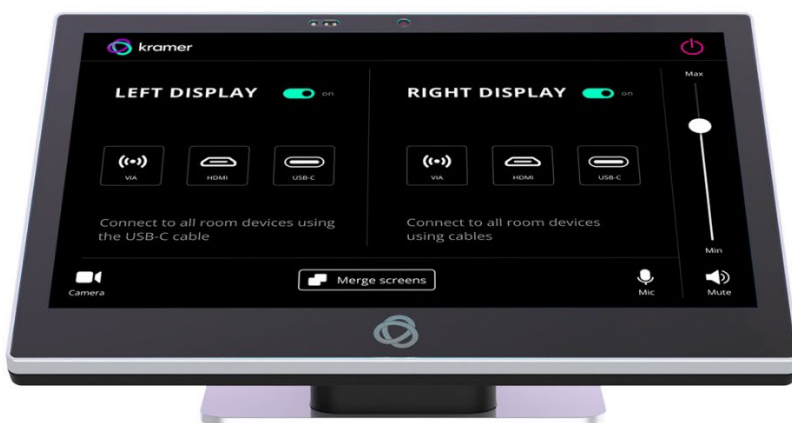 kramer
LEFT DISPLAY
on
VIA
HDMI
USB-C
Connect to all room devices using
the USB-C cable
RIGHT DISPLAY
on
VIA
HDMI
USB-C
Connect to all room devices
using cables
Max
Min
Camera
Merge screens
Mic
Mute